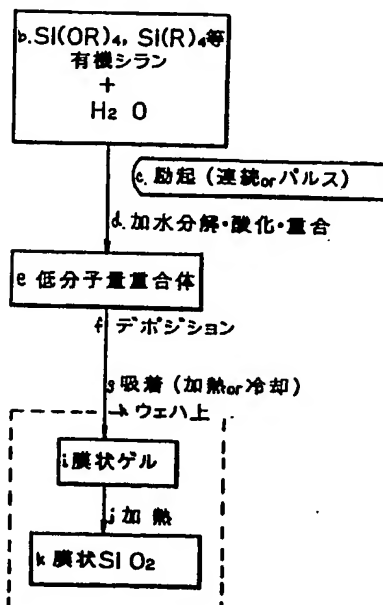 b.Si(OR)4, Si(R)4等
有機シラン
+
H2O
c.励起(連続orパルス)
d.加水分解・酸化・重合
e 低分子量重合体
f デポジション
g 吸着(加熱or冷却)
h ウェハ上
i 膜状ゲル
j 加熱
k 膜状SiO2